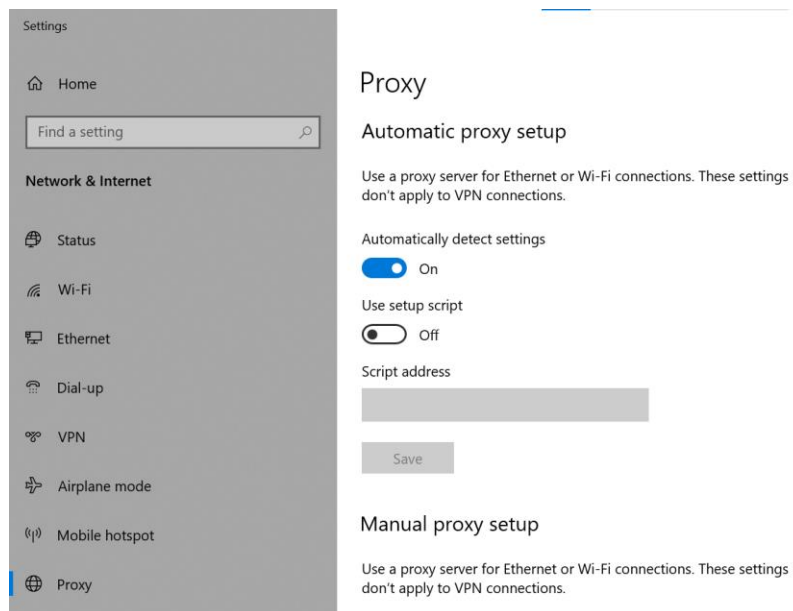 Settings
Home
Find a setting
Network & Internet
Status
Wi-Fi
Ethernet
Dial-up
VPN
Airplane mode
Mobile hotspot
Proxy
Proxy
Automatic proxy setup
Use a proxy server for Ethernet or Wi-Fi connections. These settings
don't apply to VPN connections.
Automatically detect settings
On
Use setup script
Off
Script address
Save
Manual proxy setup
Use a proxy server for Ethernet or Wi-Fi connections. These settings
don't apply to VPN connections.